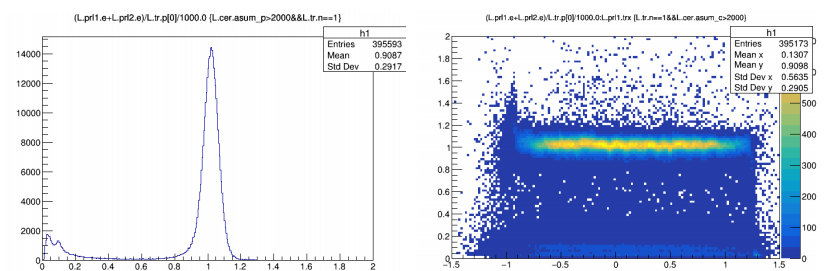 (L.prl1.e+L.prl2.e)/L.tr.p[0]/1000.0 {L.cer.asum_p>2000&&L.tr.n==1}
h1
Entries 395593
Mean 0.9087
Std Dev 0.2917
14000
12000
10000
8000
6000
4000
2000
0
0 0.2 0.4 0.6 0.8 1 1.2 1.4 1.6 1.8 2
(L.prl1.e+L.prl2.e)/L.tr.p[0]/1000.0:L.prl1.trx {L.tr.n==1&&L.cer.asum_c>2000}
h1
Entries 395173
Mean x 0.1307
Mean y 0.9098
Std Dev x 0.5635
Std Dev y 0.2905
2
1.8
1.6
1.4
1.2
1
0.8
0.6
0.4
0.2
0
−1.5 −1 −0.5 0 0.5 1 1.5
500
400
300
200
100
0